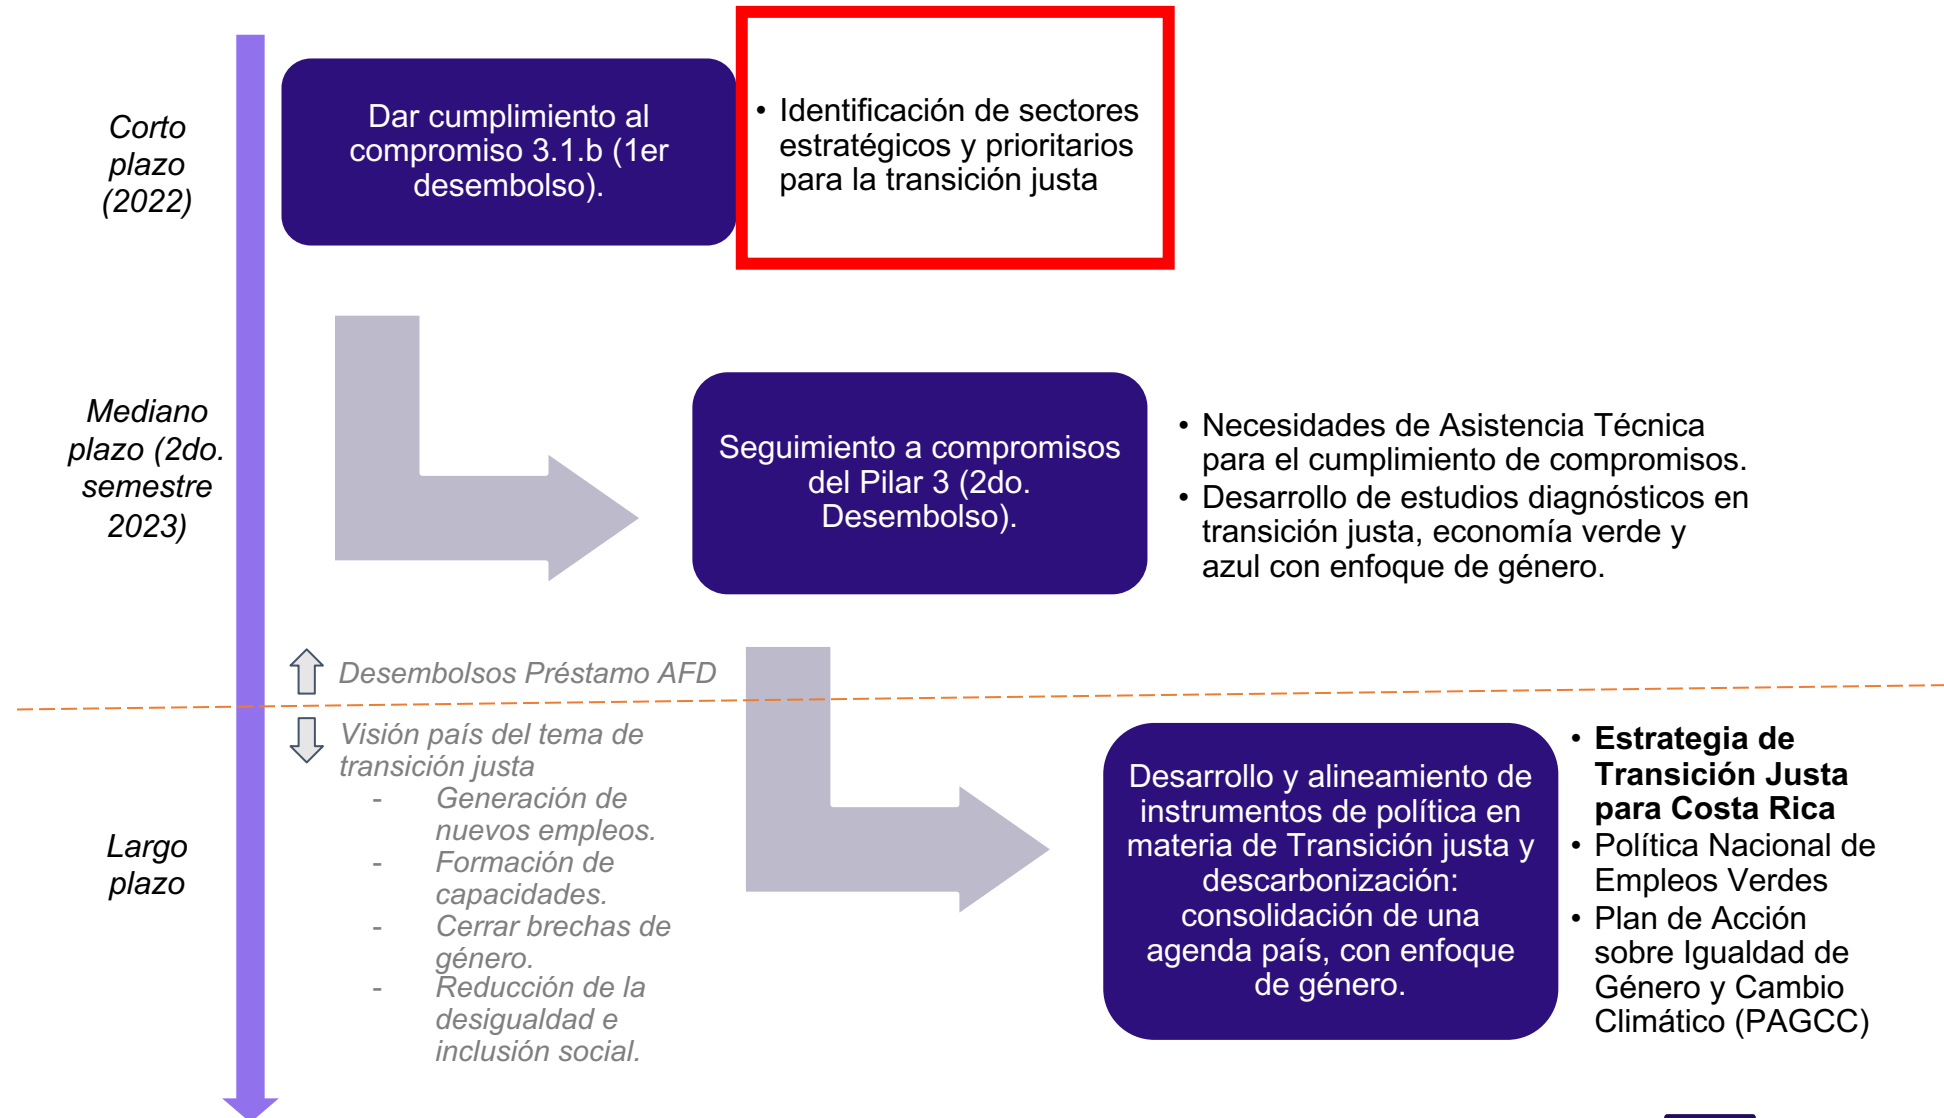 Corto
plazo
(2022)
Dar cumplimiento al
compromiso 3.1.b (1er
desembolso).
• Identificación de sectores
estratégicos y prioritarios
para la transición justa
Mediano
plazo (2do.
semestre
2023)
Seguimiento a compromisos
del Pilar 3 (2do.
Desembolso).
• Necesidades de Asistencia Técnica
para el cumplimiento de compromisos.
• Desarrollo de estudios diagnósticos en
transición justa, economía verde y
azul con enfoque de género.
Desembolsos Préstamo AFD
Visión país del tema de
transición justa
- Generación de
nuevos empleos.
- Formación de
capacidades.
- Cerrar brechas de
género.
- Reducción de la
desigualdad e
inclusión social.
Largo
plazo
Desarrollo y alineamiento de
instrumentos de política en
materia de Transición justa y
descarbonización:
consolidación de una
agenda país, con enfoque
de género.
• Estrategia de
Transición Justa
para Costa Rica
• Política Nacional de
Empleos Verdes
• Plan de Acción
sobre Igualdad de
Género y Cambio
Climático (PAGCC)